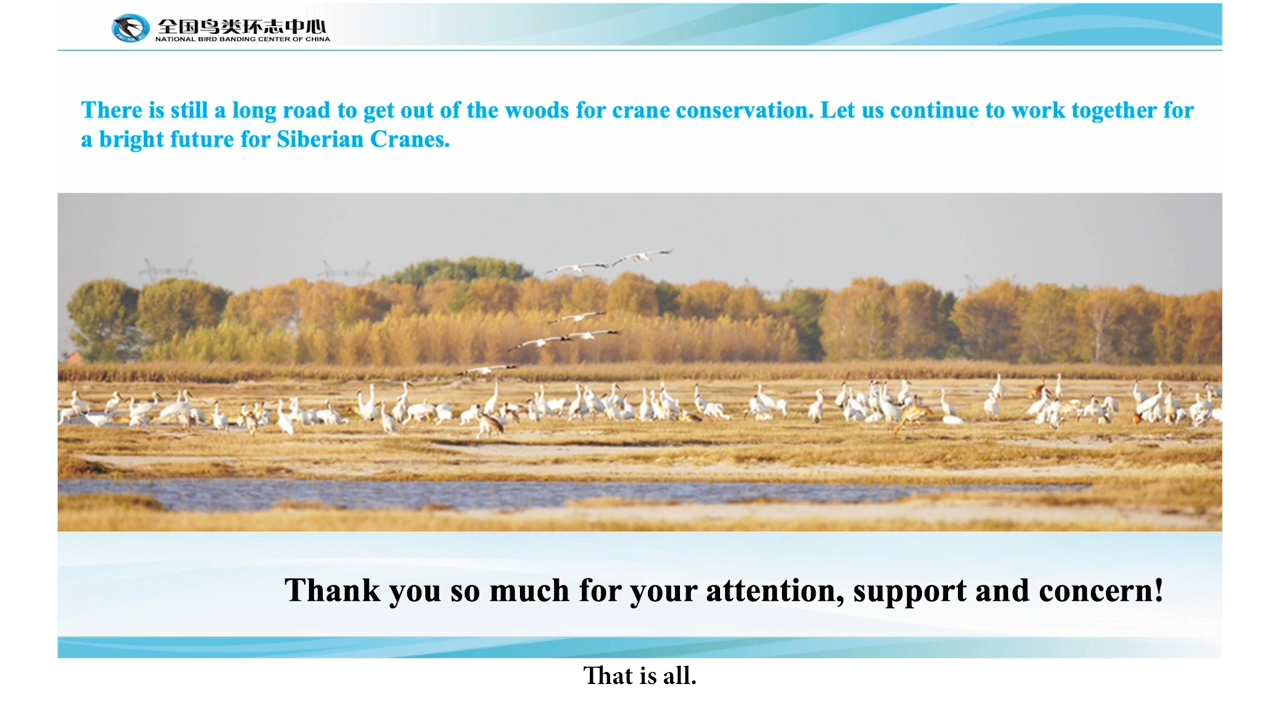 全国鸟类环志中心
NATIONAL BIRD BANDING CENTER OF CHINA
There is still a long road to get out of the woods for crane conservation. Let us continue to work together for
a bright future for Siberian Cranes.
Thank you so much for your attention, support and concern!
That is all.